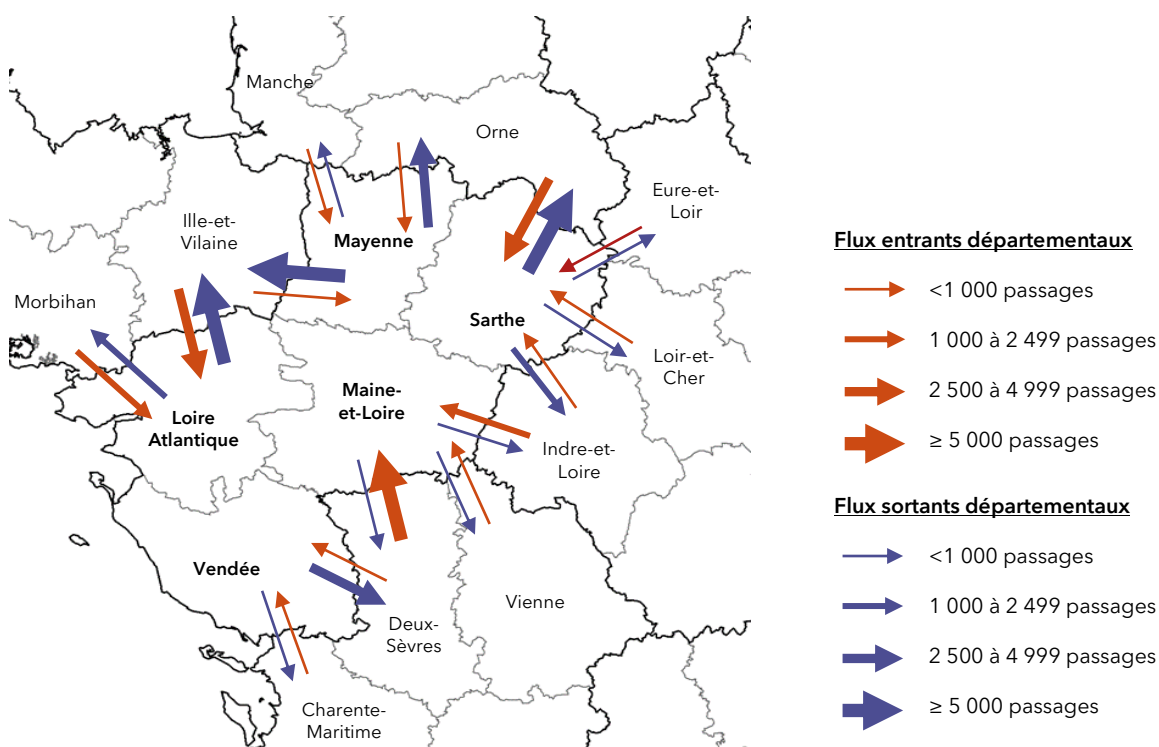 Manche
Orne
Eure-et-
Loir
Ille-et-
Vilaine
Mayenne
Morbihan
Sarthe
Loir-et-
Cher
Maine-
et-Loire
Loire
Atlantique
Indre-et-
Loire
Vendée
Vienne
Deux-
Sèvres
Charente-
Maritime
Flux entrants départementaux
<1 000 passages
1 000 à 2 499 passages
2 500 à 4 999 passages
≥ 5 000 passages
Flux sortants départementaux
<1 000 passages
1 000 à 2 499 passages
2 500 à 4 999 passages
≥ 5 000 passages